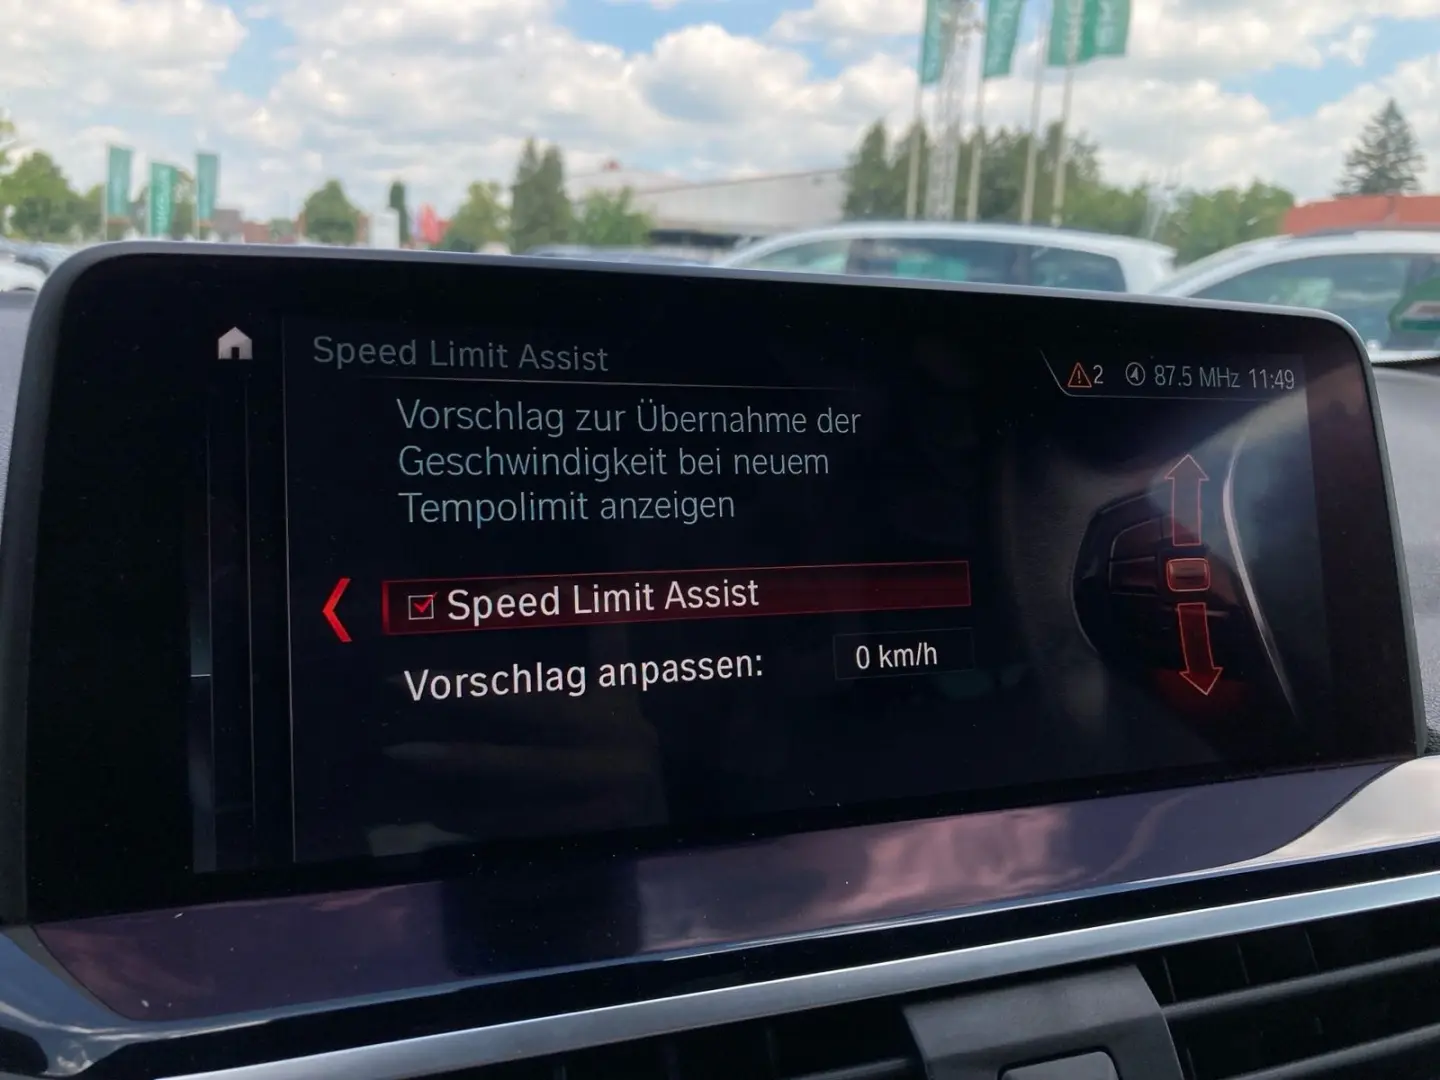 Speed Limit Assist
2 87.5 MHz 11:49
Vorschlag zur Übernahme der
Geschwindigkeit bei neuem
Tempolimit anzeigen
Speed Limit Assist
Vorschlag anpassen: 0 km/h